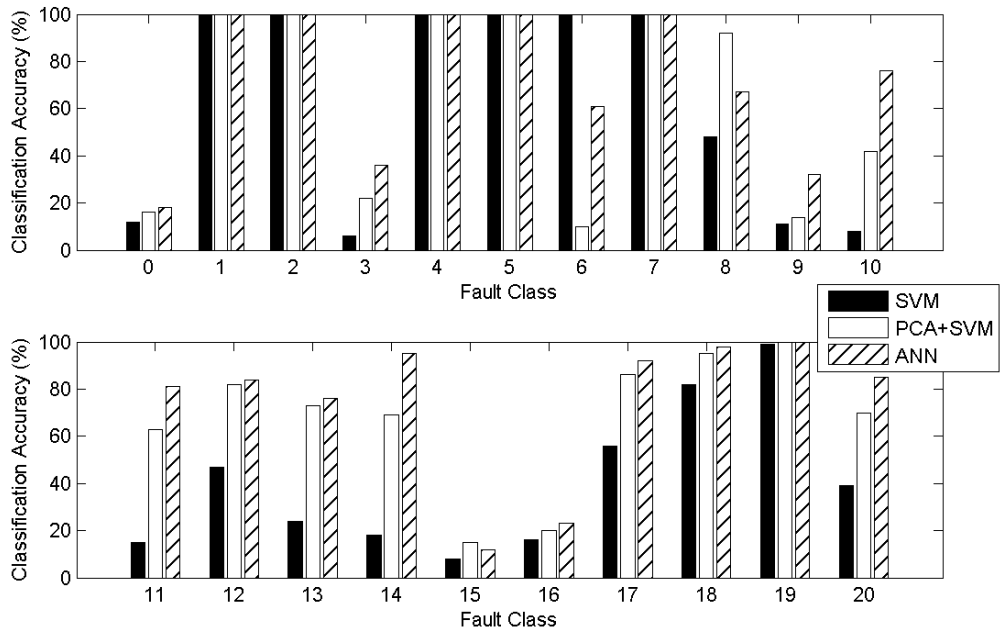 100
80
60
40
20
0
Classification Accuracy (%)
0 1 2 3 4 5 6 7 8 9 10
Fault Class
SVM
PCA+SVM
ANN
100
80
60
40
20
0
Classification Accuracy (%)
11 12 13 14 15 16 17 18 19 20
Fault Class